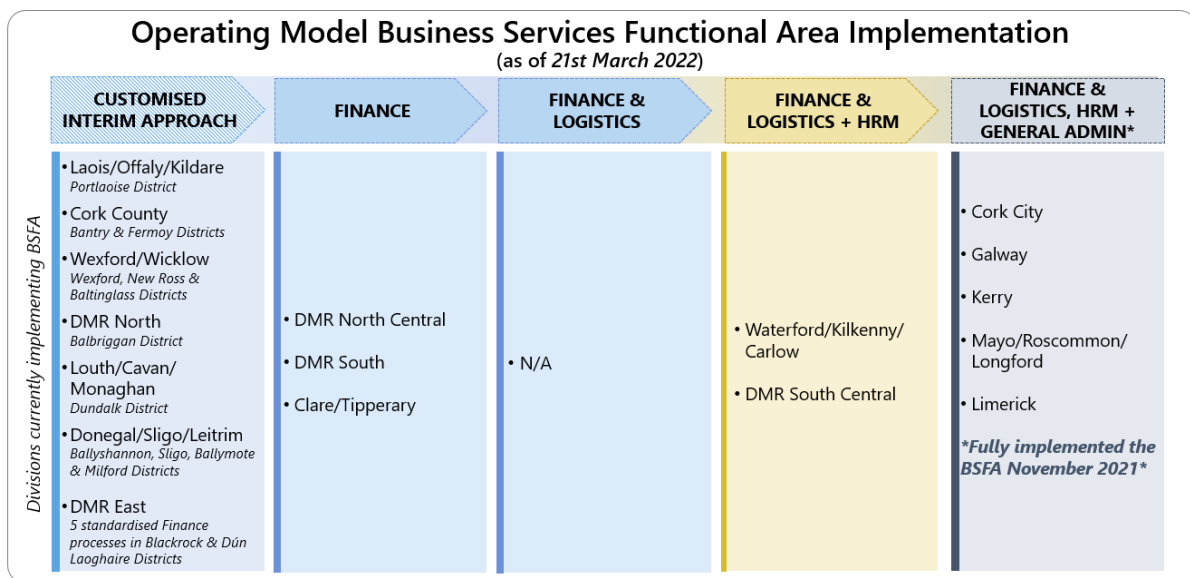 Operating Model Business Services Functional Area Implementation
(as of 21st March 2022)
CUSTOMISED
INTERIM APPROACH
FINANCE
FINANCE &
LOGISTICS
FINANCE &
LOGISTICS + HRM
FINANCE &
LOGISTICS, HRM +
GENERAL ADMIN*
Divisions currently implementing BSFA
•Laois/Offaly/Kildare
Portlaoise District
•Cork County
Bantry & Fermoy Districts
•Wexford/Wicklow
Wexford, New Ross &
Baltinglass Districts
•DMR North
Balbriggan District
•Louth/Cavan/
Monaghan
Dundalk District
•Donegal/Sligo/Leitrim
Ballyshannon, Sligo, Ballymote
& Milford Districts
•DMR East
5 standardised Finance
processes in Blackrock & Dún
Laoghaire Districts
• DMR North Central
• DMR South
• Clare/Tipperary
• N/A
• Waterford/Kilkenny/
Carlow
• DMR South Central
• Cork City
• Galway
• Kerry
• Mayo/Roscommon/
Longford
• Limerick
*Fully implemented the
BSFA November 2021*